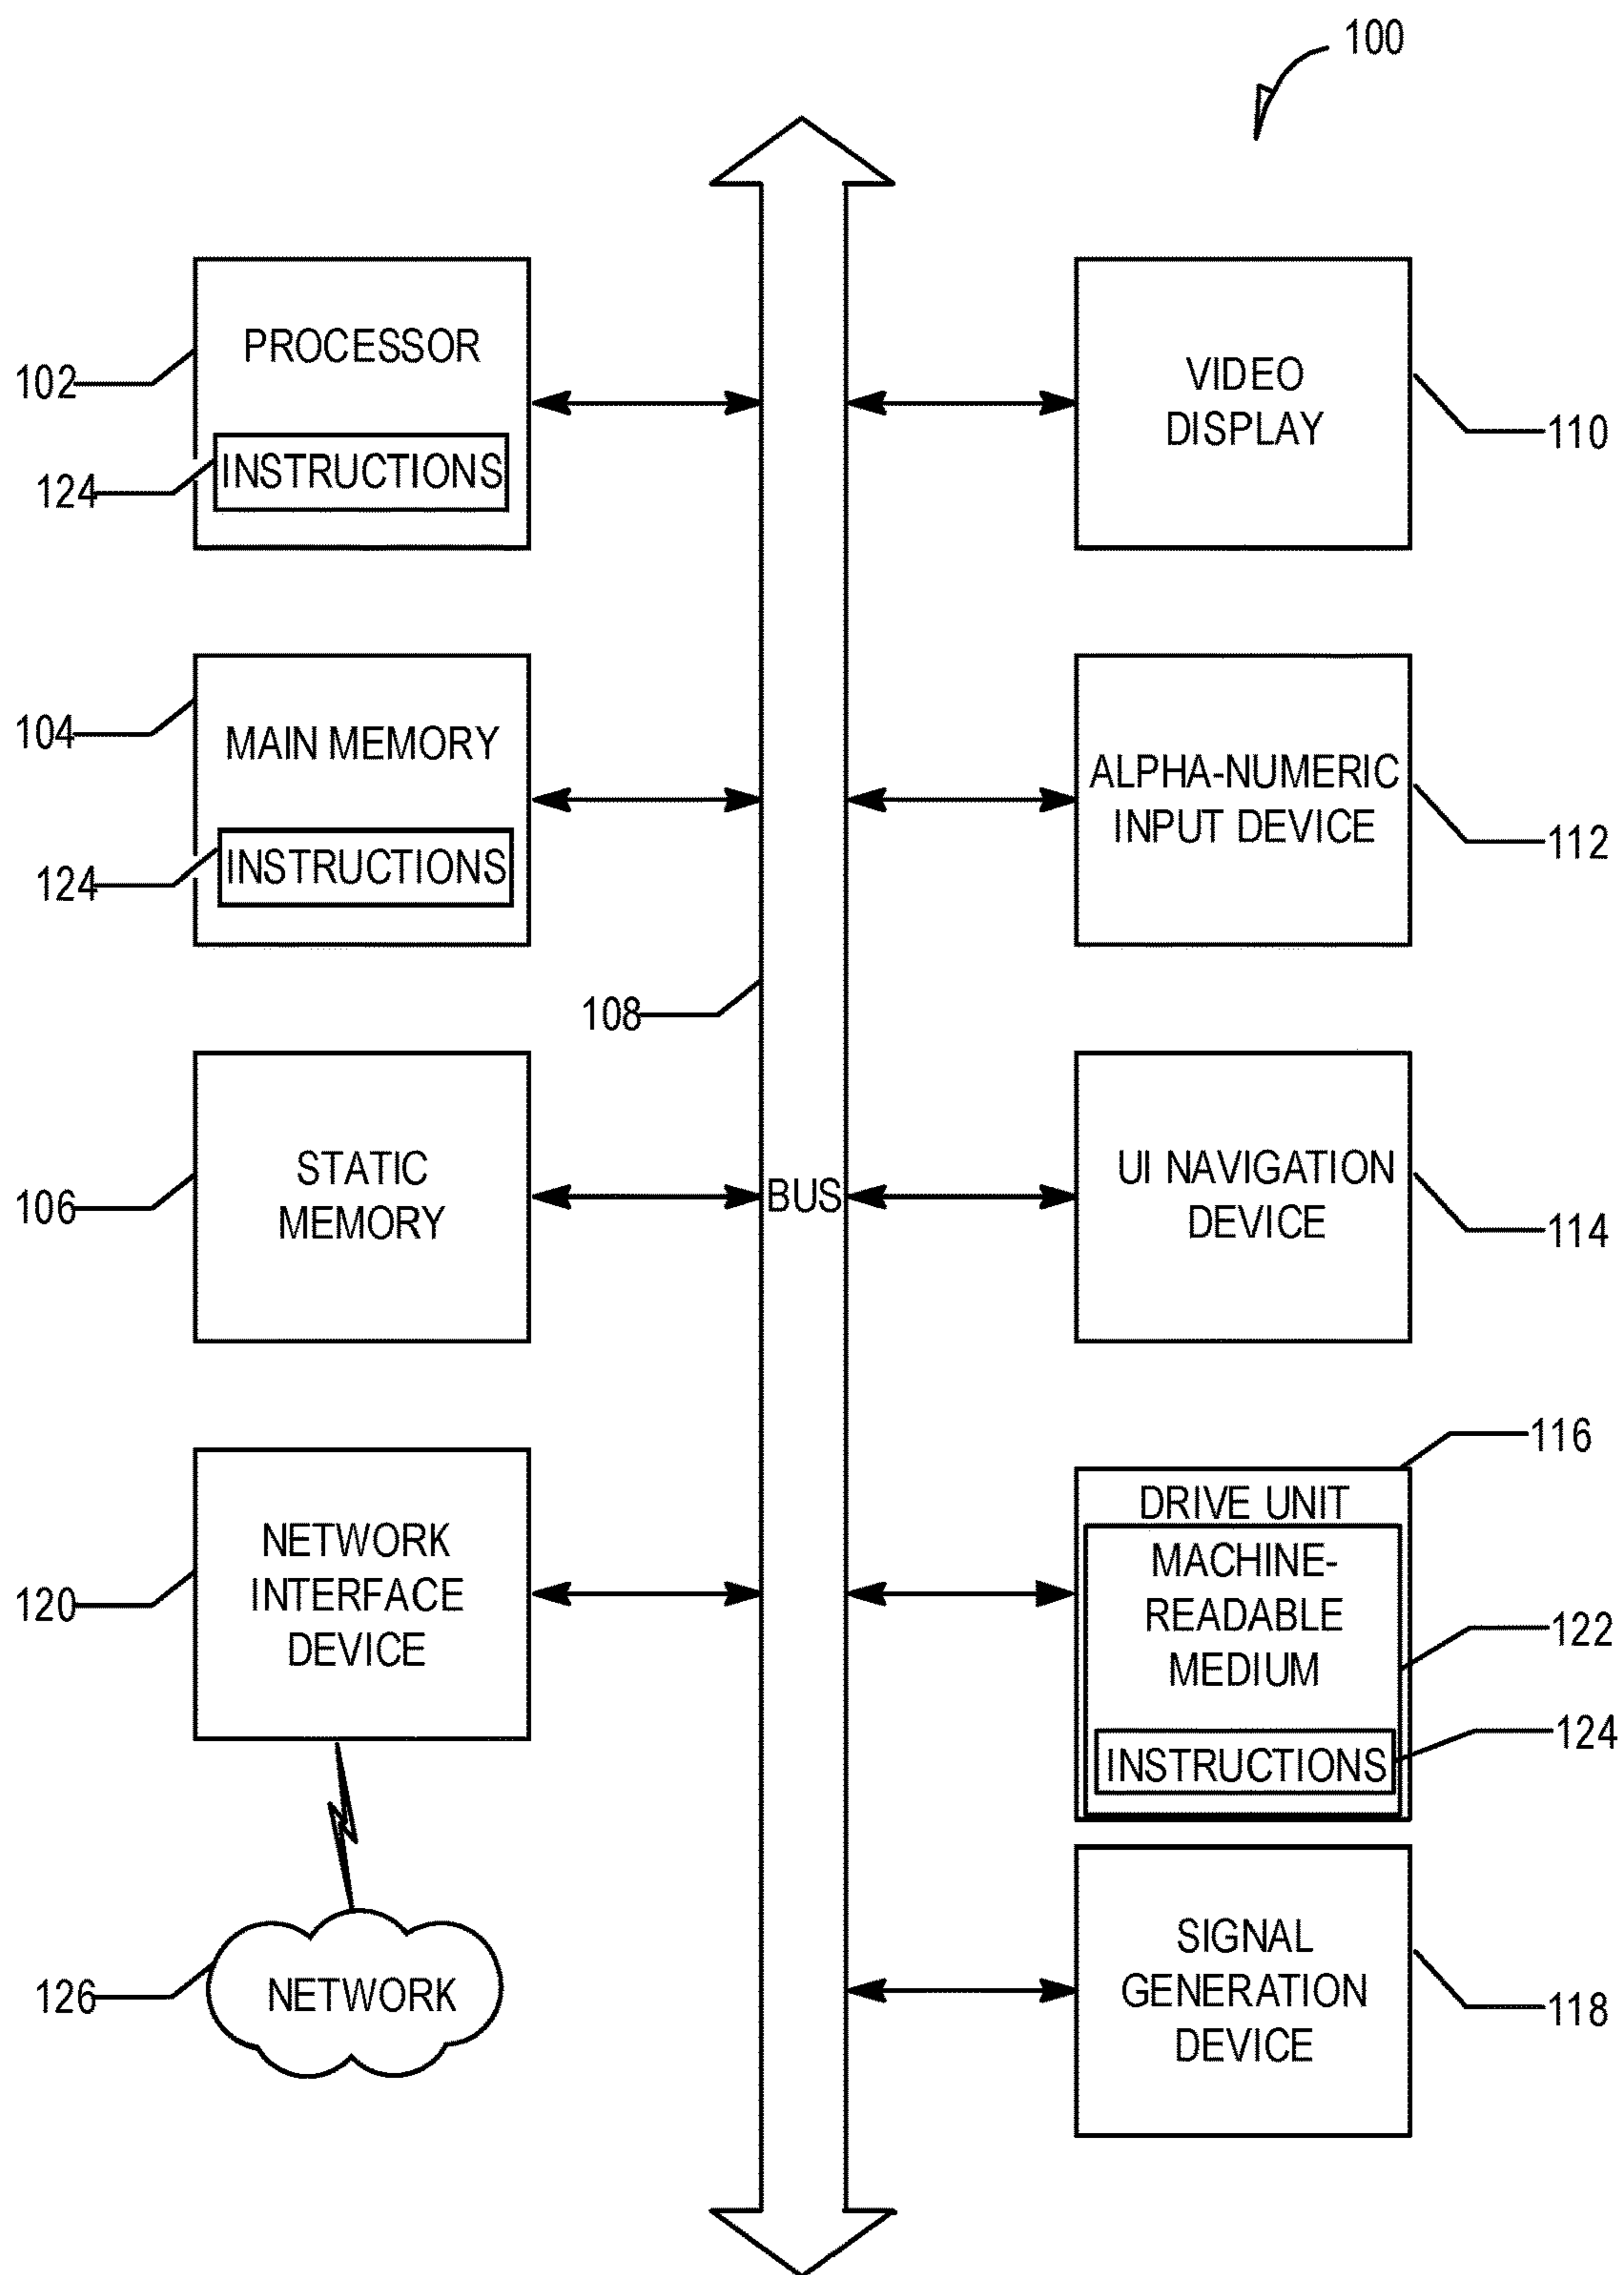 100
PROCESSOR
102
INSTRUCTIONS
124
VIDEO
DISPLAY
110
MAIN MEMORY
104
INSTRUCTIONS
124
ALPHA-NUMERIC
INPUT DEVICE
112
108
BUS
STATIC
MEMORY
106
UI NAVIGATION
DEVICE
114
NETWORK
INTERFACE
DEVICE
120
116
DRIVE UNIT
MACHINE-
READABLE
MEDIUM
122
INSTRUCTIONS
124
NETWORK
126
SIGNAL
GENERATION
DEVICE
118